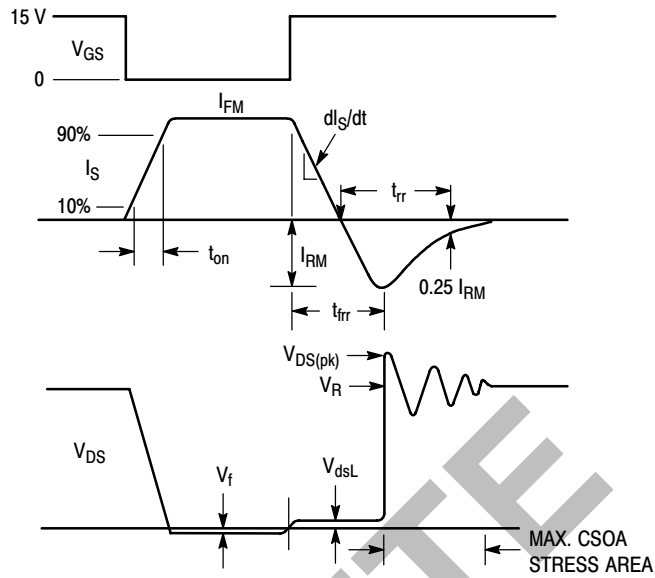 15 V
V_GS
0
I_FM
90%
dI_S/dt
I_S
t_rr
10%
t_on
I_RM
0.25 I_RM
t_frr
V_DS(pk)
V_R
V_DS
V_f
V_dsL
MAX. CSOA
STRESS AREA